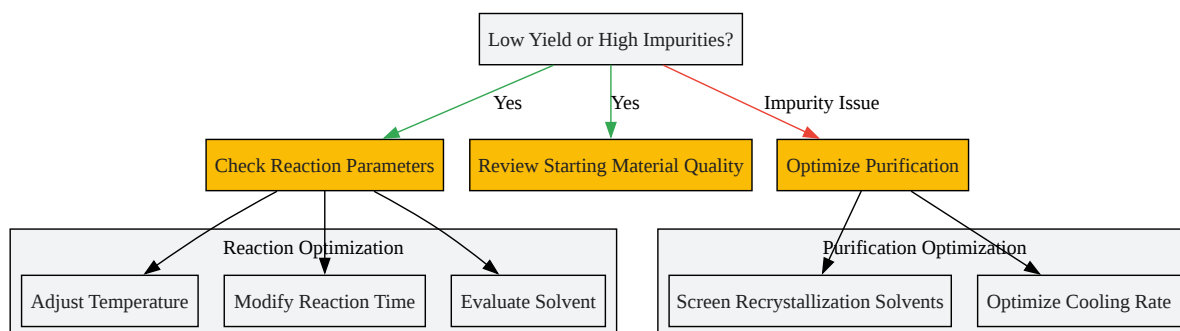 Low Yield or High Impurities?
Yes
Yes
Impurity Issue
Check Reaction Parameters
Review Starting Material Quality
Optimize Purification
Reaction Optimization
Purification Optimization
Adjust Temperature
Modify Reaction Time
Evaluate Solvent
Screen Recrystallization Solvents
Optimize Cooling Rate